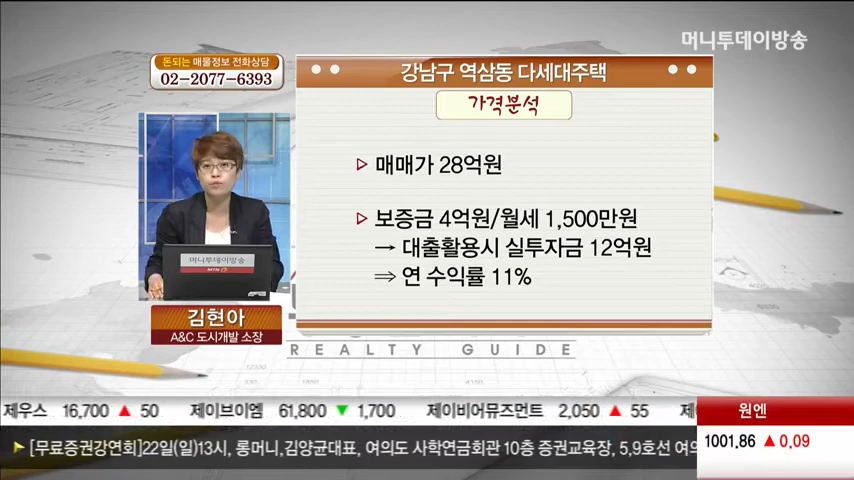 머니투데이방송
돈되는 매물정보 전화상담
02-2077-6393
강남구 역삼동 다세대주택
가격분석
▷ 매매가 28억원
▷ 보증금 4억원/월세 1,500만원
→ 대출활용시 실투자금 12억원
⇒ 연 수익률 11%
머니투데이방송
MTN
김현아
A&C 도시개발 소장
REALTY GUIDE
제우스 16,700 ▲ 50 제이브이엠 61,800 ▼ 1,700 제이비어뮤즈먼트 2,050 ▲ 55
원엔
1001.86 ▲ 0.09
[무료증권강연회]22일(일)13시, 롱머니,김양균대표, 여의도 사학연금회관 10층 증권교육장, 5,9호선 여의